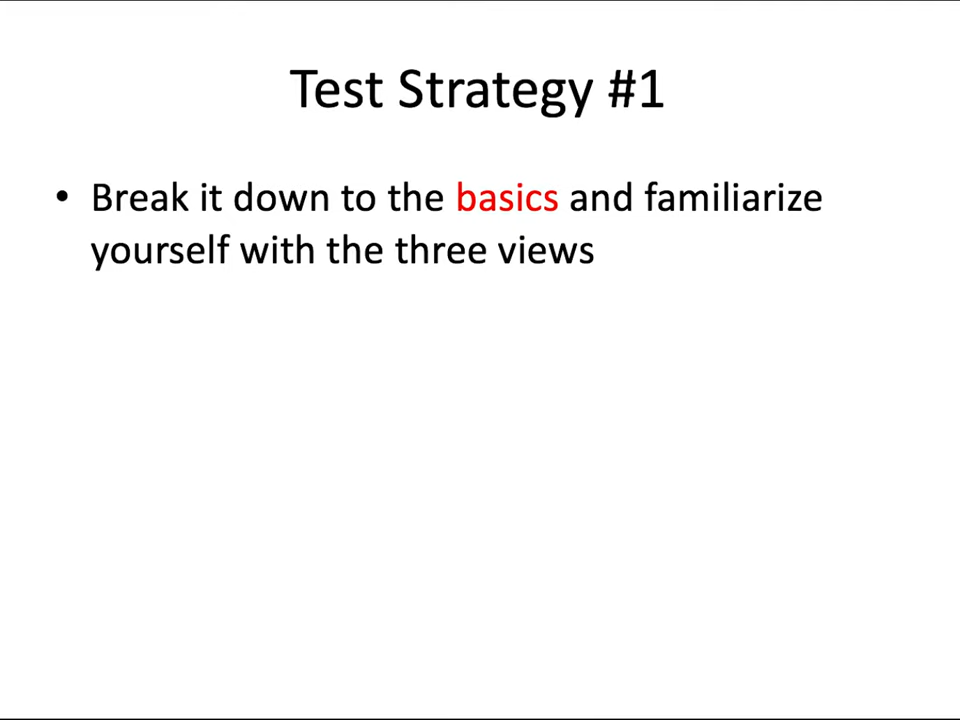 Test Strategy #1
• Break it down to the basics and familiarize
yourself with the three views